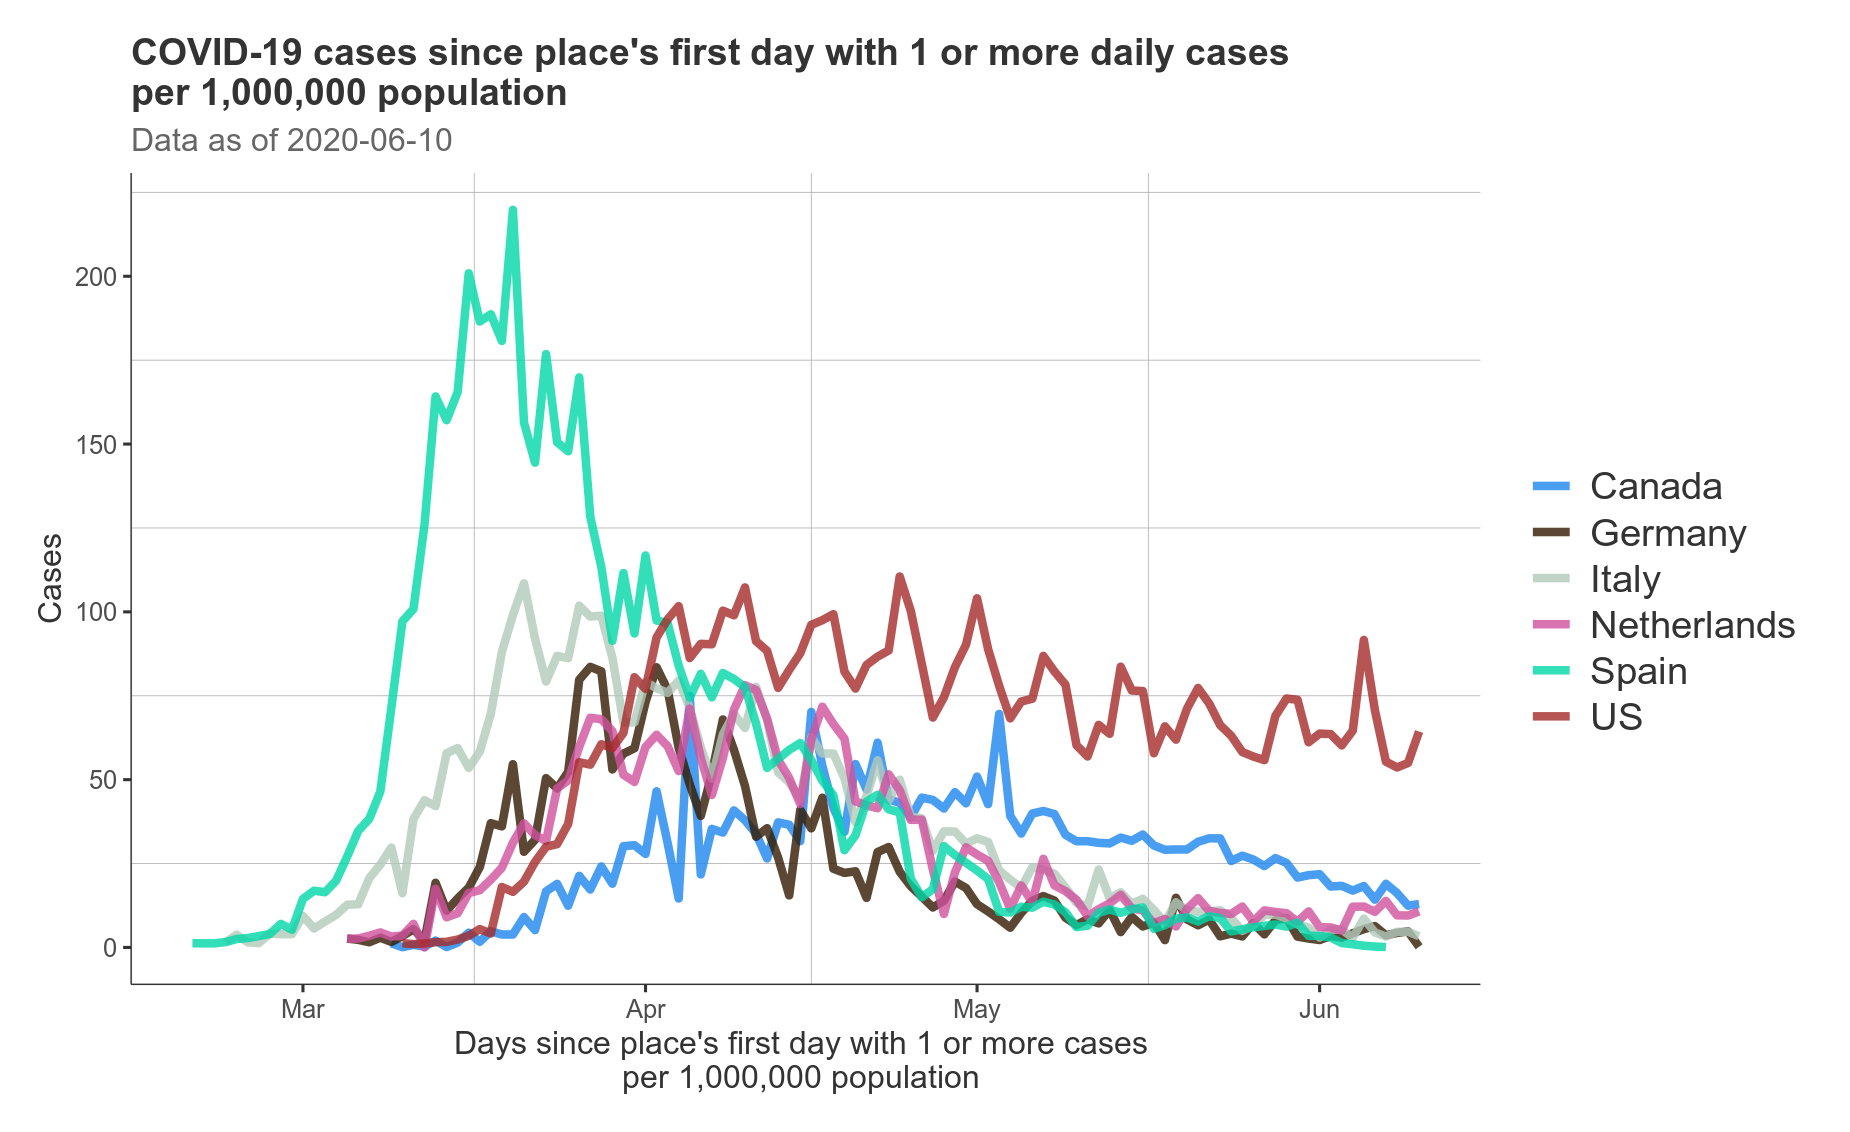 COVID-19 cases since place's first day with 1 or more daily cases
per 1,000,000 population
Data as of 2020-06-10
Cases
200
150
100
50
0
Mar Apr May Jun
Days since place's first day with 1 or more cases
per 1,000,000 population
Canada
Germany
Italy
Netherlands
Spain
US